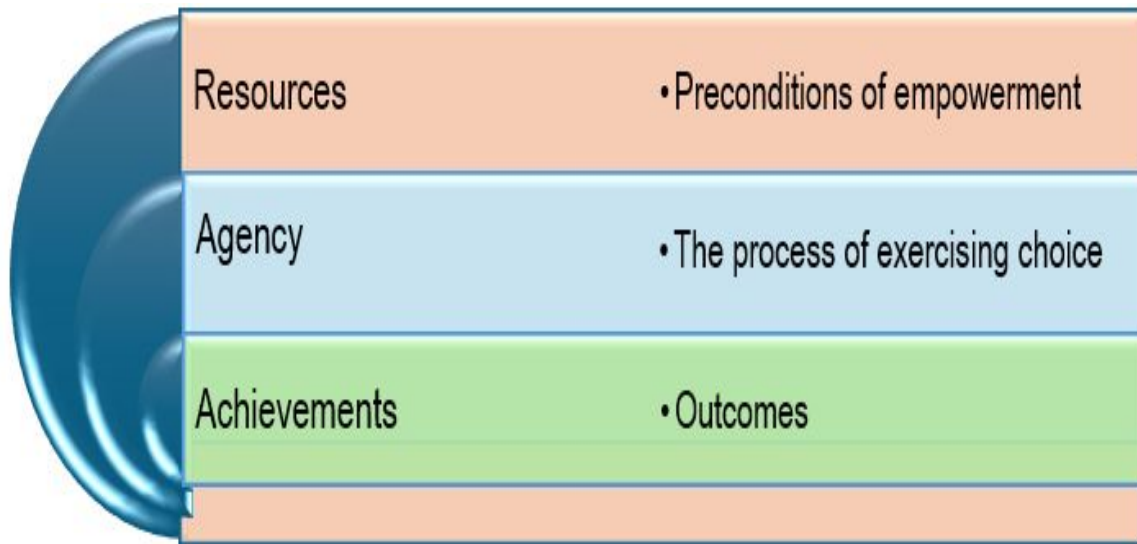 Resources
• Preconditions of empowerment
Agency
• The process of exercising choice
Achievements
• Outcomes